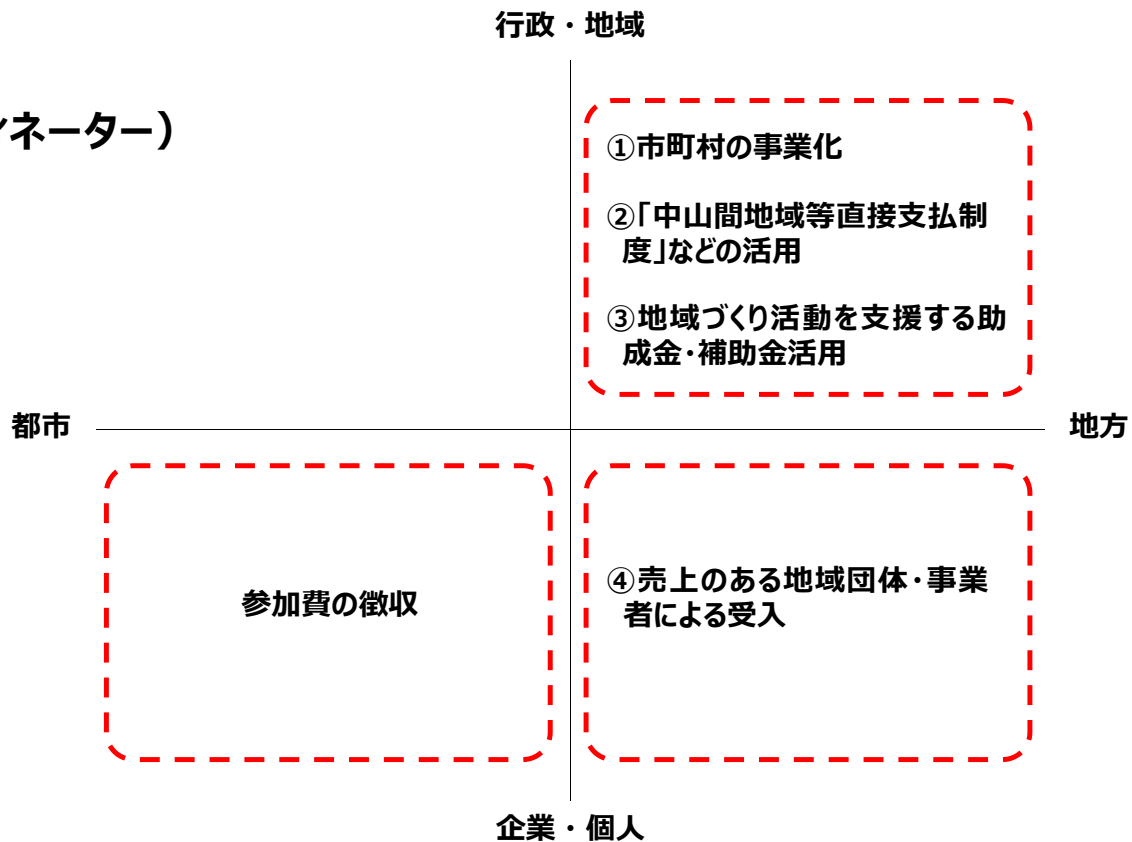 行政・地域
ネーター）
①市町村の事業化
②「中山間地域等直接支払制
度」などの活用
③地域づくり活動を支援する助
成金・補助金活用
都市
地方
参加費の徴収
④売上のある地域団体・事業
者による受入
企業・個人